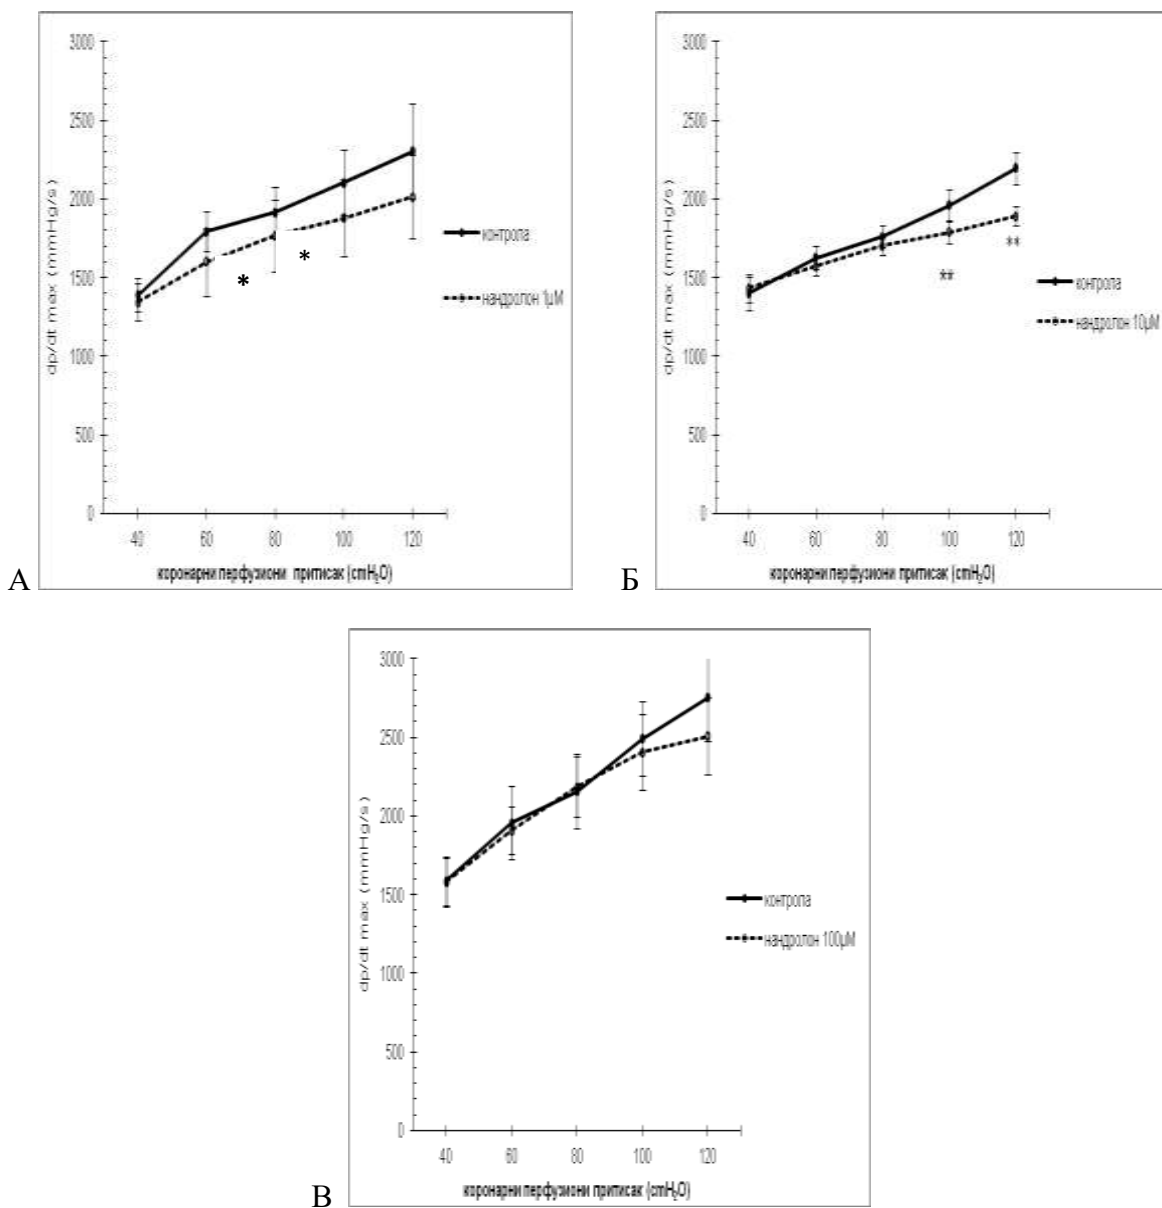 3000
2500
2000
1500
1000
500
0
dp/dt max (mmHg/s)
*
*
контрола
нандролон 1µM
40 60 80 100 120
коронарни перфузиони притисак (cmH₂O)
А
3000
2500
2000
1500
1000
500
0
dp/dt max (mmHg/s)
**
**
контрола
нандролон 10µM
40 60 80 100 120
коронарни перфузиони притисак (cmH₂O)
Б
3000
2500
2000
1500
1000
500
0
dp/dt max (mmHg/s)
контрола
нандролон 100µM
40 60 80 100 120
коронарни перфузиони притисак (cmH₂O)
В